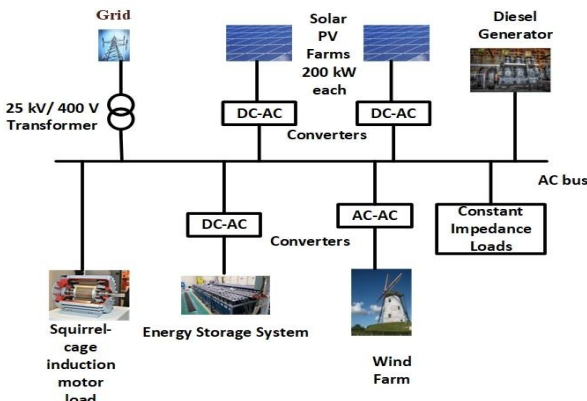 Grid
Solar
PV
Farms
200 kW
each
Diesel
Generator
25 kV/ 400 V
Transformer
DC-AC
DC-AC
Converters
AC bus
DC-AC
AC-AC
Converters
Constant
Impedance
Loads
Squirrel-
cage
induction
motor
load
Energy Storage System
Wind
Farm